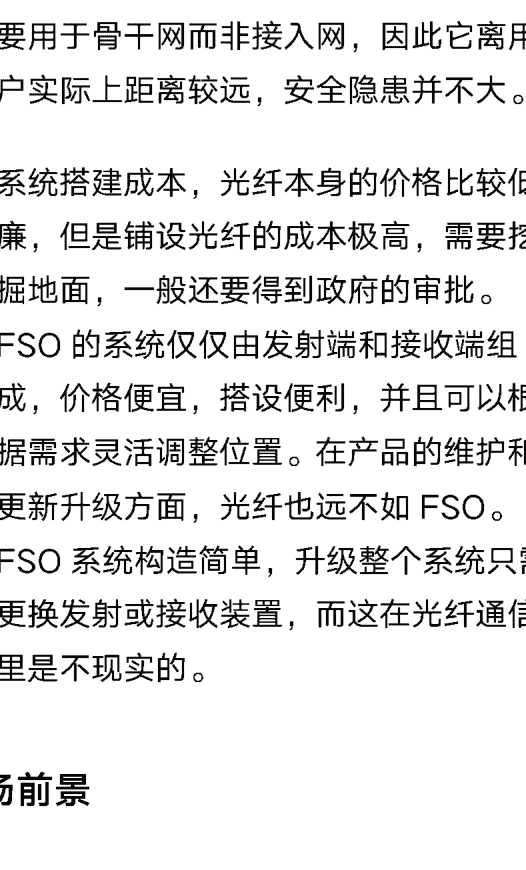 要用于骨干网而非接入网，因此它离用
户实际上距离较远，安全隐患并不大。
系统搭建成本，光纤本身的价格比较低
廉，但是铺设光纤的成本极高，需要挖
掘地面，一般还要得到政府的审批。
FSO 的系统仅仅由发射端和接收端组
成，价格便宜，搭设便利，并且可以根
据需求灵活调整位置。在产品的维护和
更新升级方面，光纤也远不如 FSO。
FSO 系统构造简单，升级整个系统只需
更换发射或接收装置，而这在光纤通信
里是不现实的。
场前景